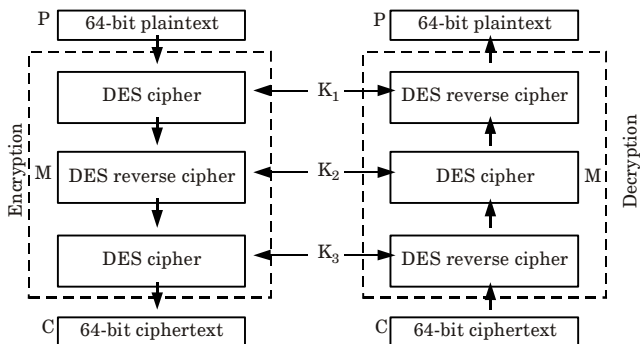 P 64-bit plaintext
DES cipher
M DES reverse cipher
DES cipher
C 64-bit ciphertext
Encryption
K₁
K₂
K₃
P 64-bit plaintext
DES reverse cipher
DES cipher M
DES reverse cipher
C 64-bit ciphertext
Decryption